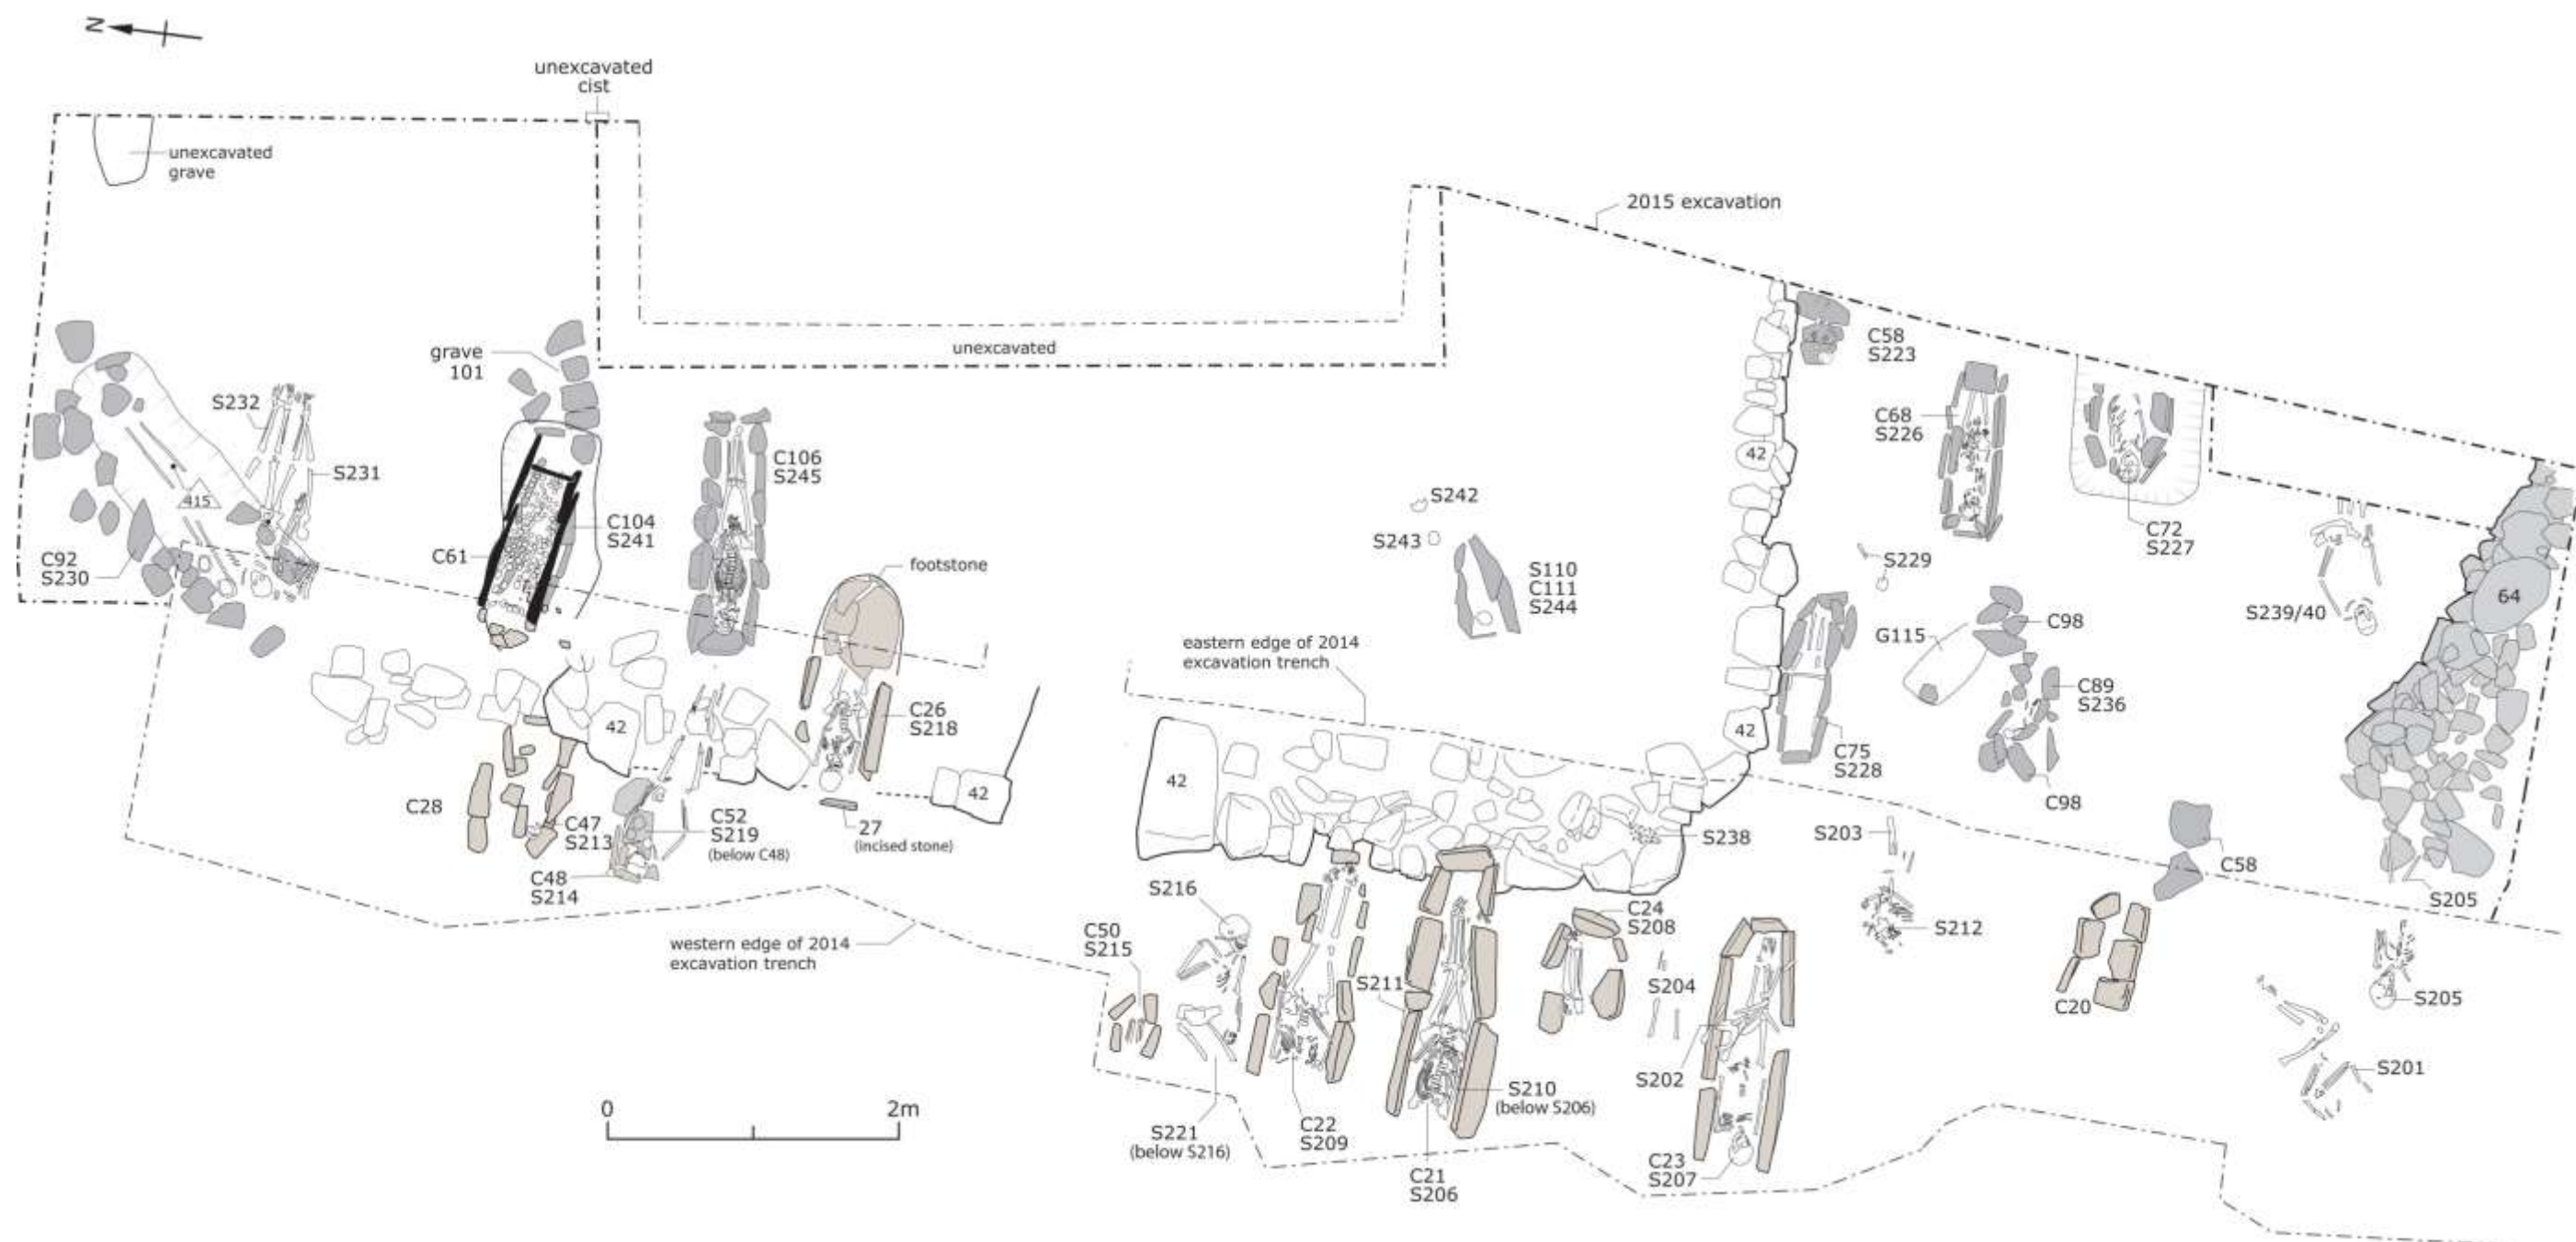 N
unexcavated
cist
unexcavated
grave
2015 excavation
unexcavated
grave
101
S232
S231
415
C92
S230
C61
C104
S241
C106
S245
footstone
C26
S218
42
42
27
(incised stone)
C28
C47
S213
C48
S214
C52
S219
(below C48)
western edge of 2014
excavation trench
0
2m
S242
S243
S110
C111
S244
eastern edge of 2014
excavation trench
42
42
42
C58
S223
C68
S226
C72
S227
S229
G115
C98
C89
S236
C98
C75
S228
S239/40
64
S238
S203
S212
C58
S205
S205
C20
S201
S216
C50
S215
S221
(below S216)
C22
S209
S211
C21
S206
S210
(below S206)
C24
S208
S204
S202
C23
S207